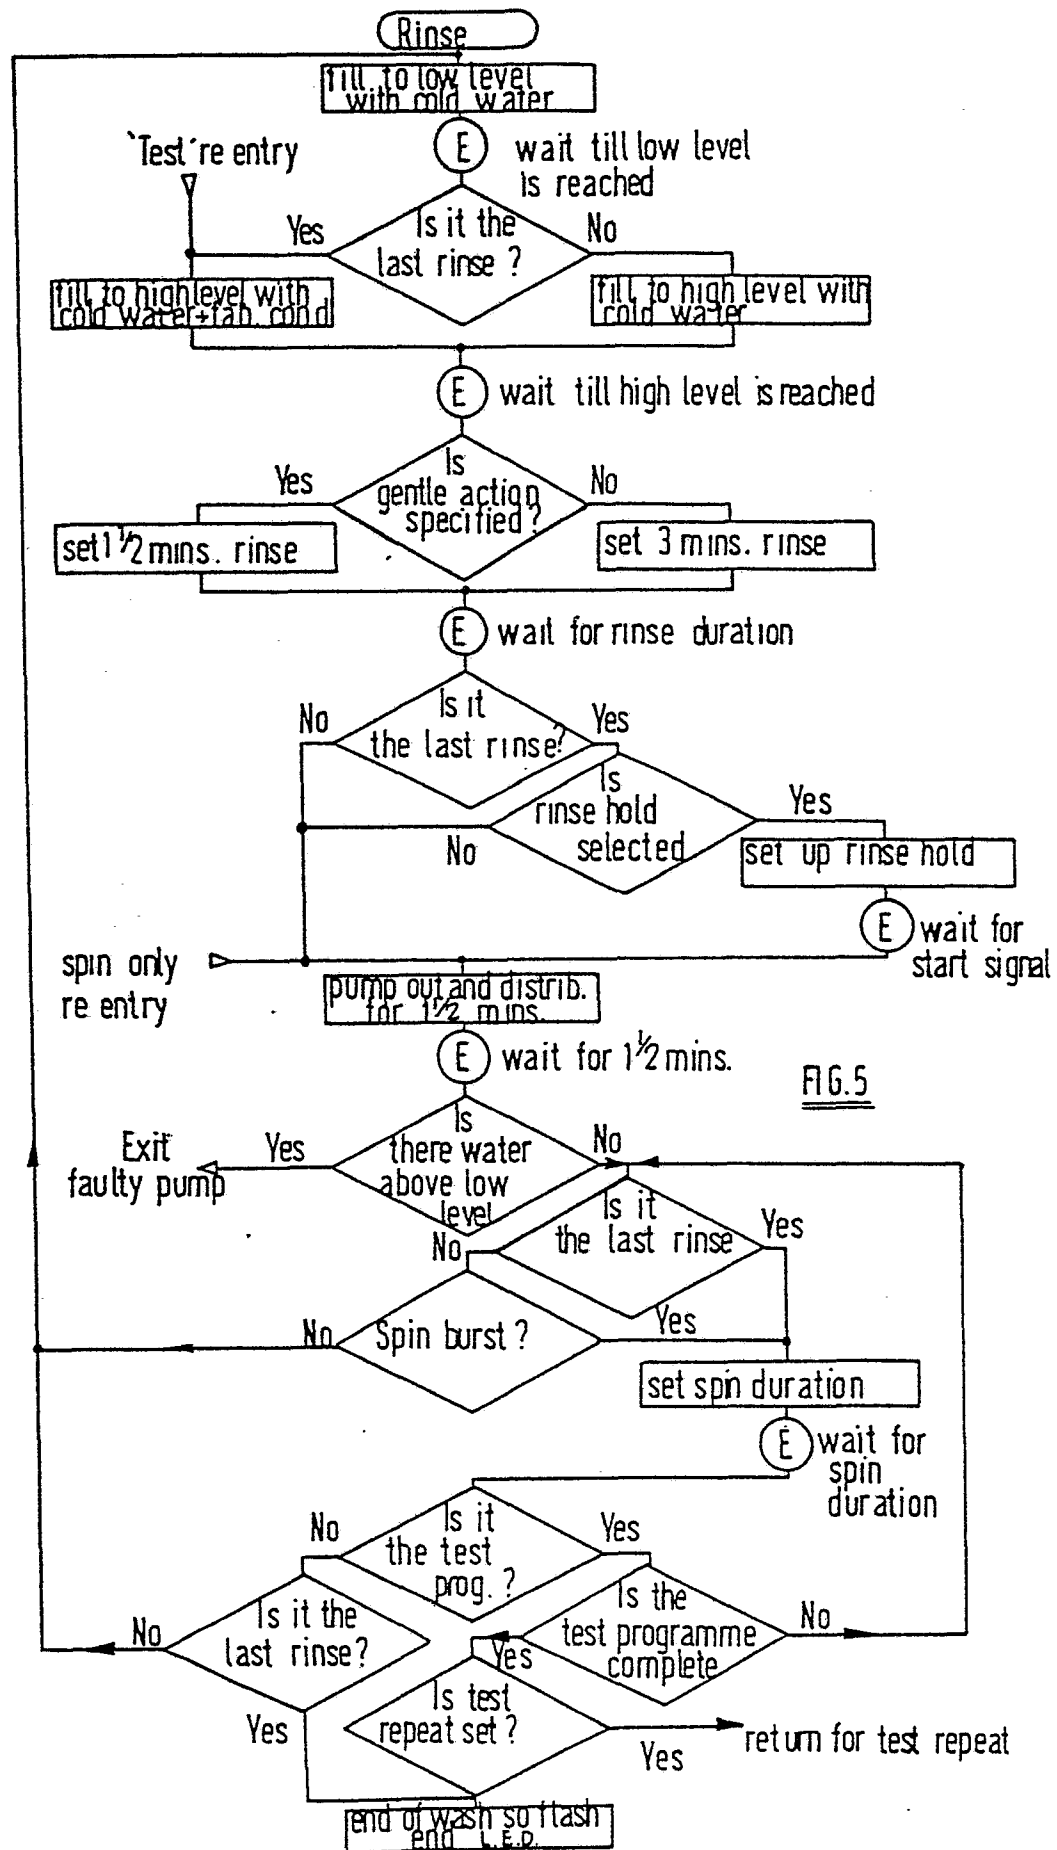 Rinse
fill to low level
with cold water
E
wait till low level
is reached
'Test' re entry
Yes
Is it the
last rinse ?
No
fill to high level with
cold water+fab. cond
fill to high level with
cold water
E
wait till high level is reached
Yes
Is
gentle action
specified?
No
set 1½ mins. rinse
set 3 mins. rinse
E
wait for rinse duration
No
Is it
the last rinse?
Yes
Is
rinse hold
selected
Yes
No
set up rinse hold
E
wait for
start signal
spin only
re entry
pump out and distrib.
for 1½ mins.
E
wait for 1½ mins.
FIG.5
Exit
faulty pump
Yes
Is
there water
above low
level
No
Is it
the last rinse
Yes
No
Spin burst ?
Yes
No
set spin duration
E
wait for
spin
duration
No
Is it
the test
prog. ?
Yes
Is it the
last rinse?
No
Is the
test programme
complete
No
Yes
Is test
repeat set ?
Yes
Yes
return for test repeat
end of wash so flash
end L.E.D.